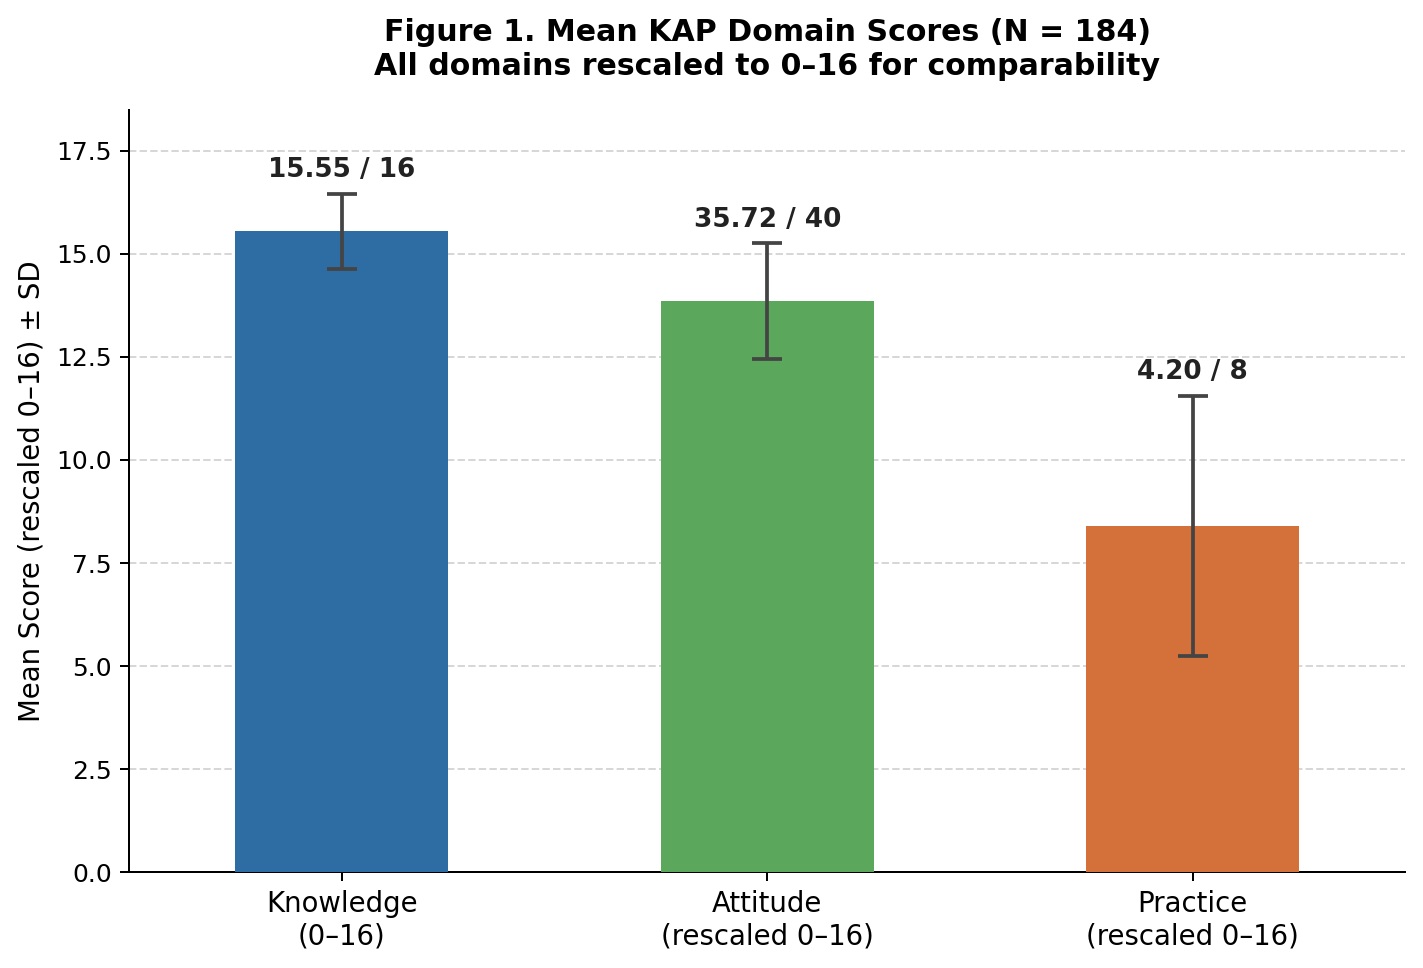 Figure 1. Mean KAP Domain Scores (N = 184)
All domains rescaled to 0–16 for comparability
Mean Score (rescaled 0–16) ± SD
17.5
15.0
12.5
10.0
7.5
5.0
2.5
0.0
15.55 / 16
35.72 / 40
4.20 / 8
Knowledge
(0–16)
Attitude
(rescaled 0–16)
Practice
(rescaled 0–16)